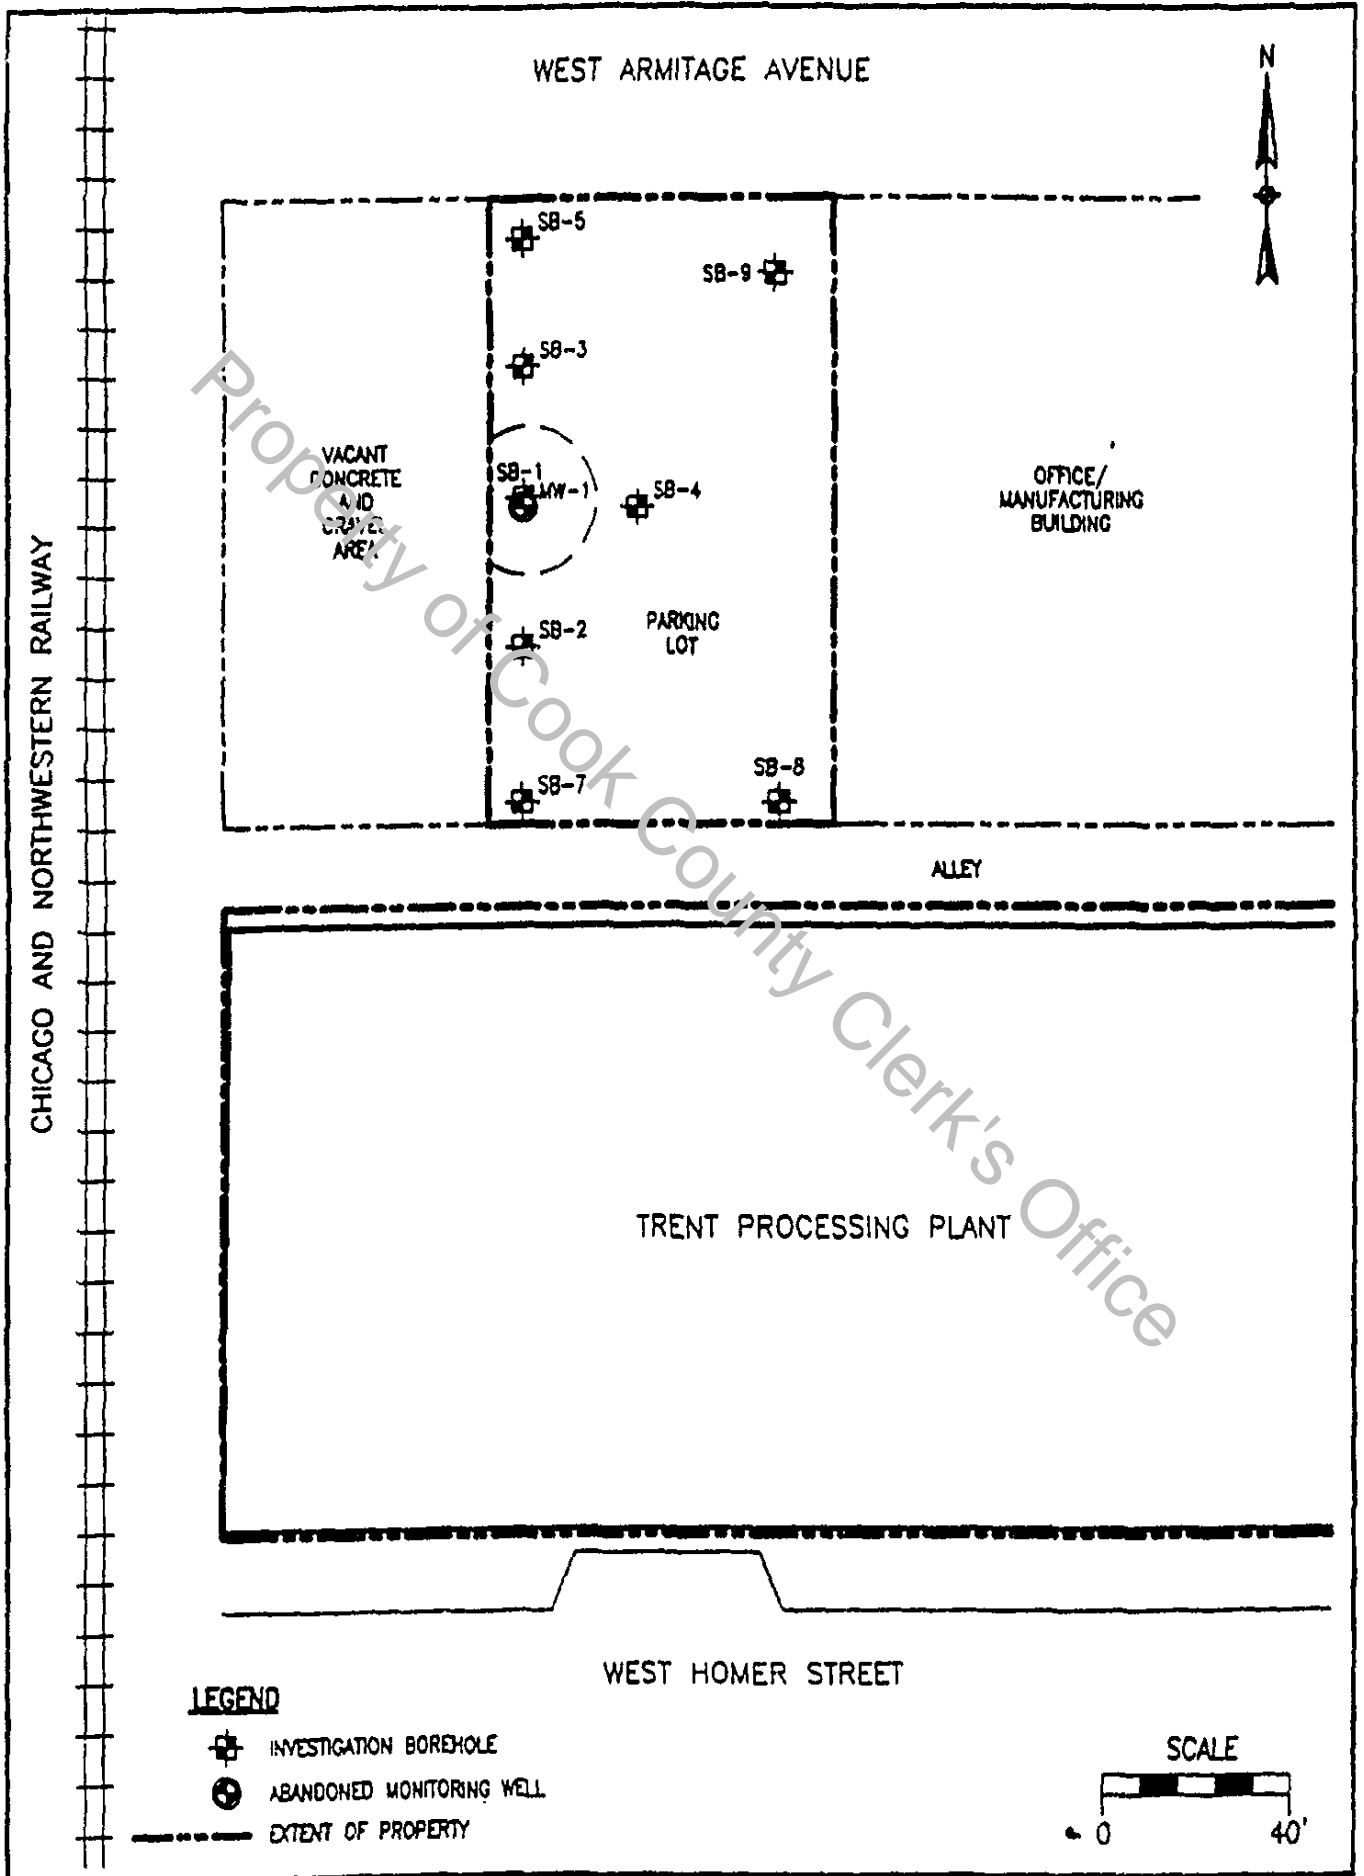 WEST ARMITAGE AVENUE
N
SB-5
SB-9
SB-3
VACANT
CONCRETE
AND
GRAVEL
AREA
SB-1
MW-1
SB-4
OFFICE/
MANUFACTURING
BUILDING
SB-2
PARKING
LOT
SB-7
SB-8
ALLEY
CHICAGO AND NORTHWESTERN RAILWAY
Property of Cook County Clerk's Office
TRENT PROCESSING PLANT
WEST HOMER STREET
LEGEND
INVESTIGATION BOREHOLE
ABANDONED MONITORING WELL
EXTENT OF PROPERTY
SCALE
0 40'